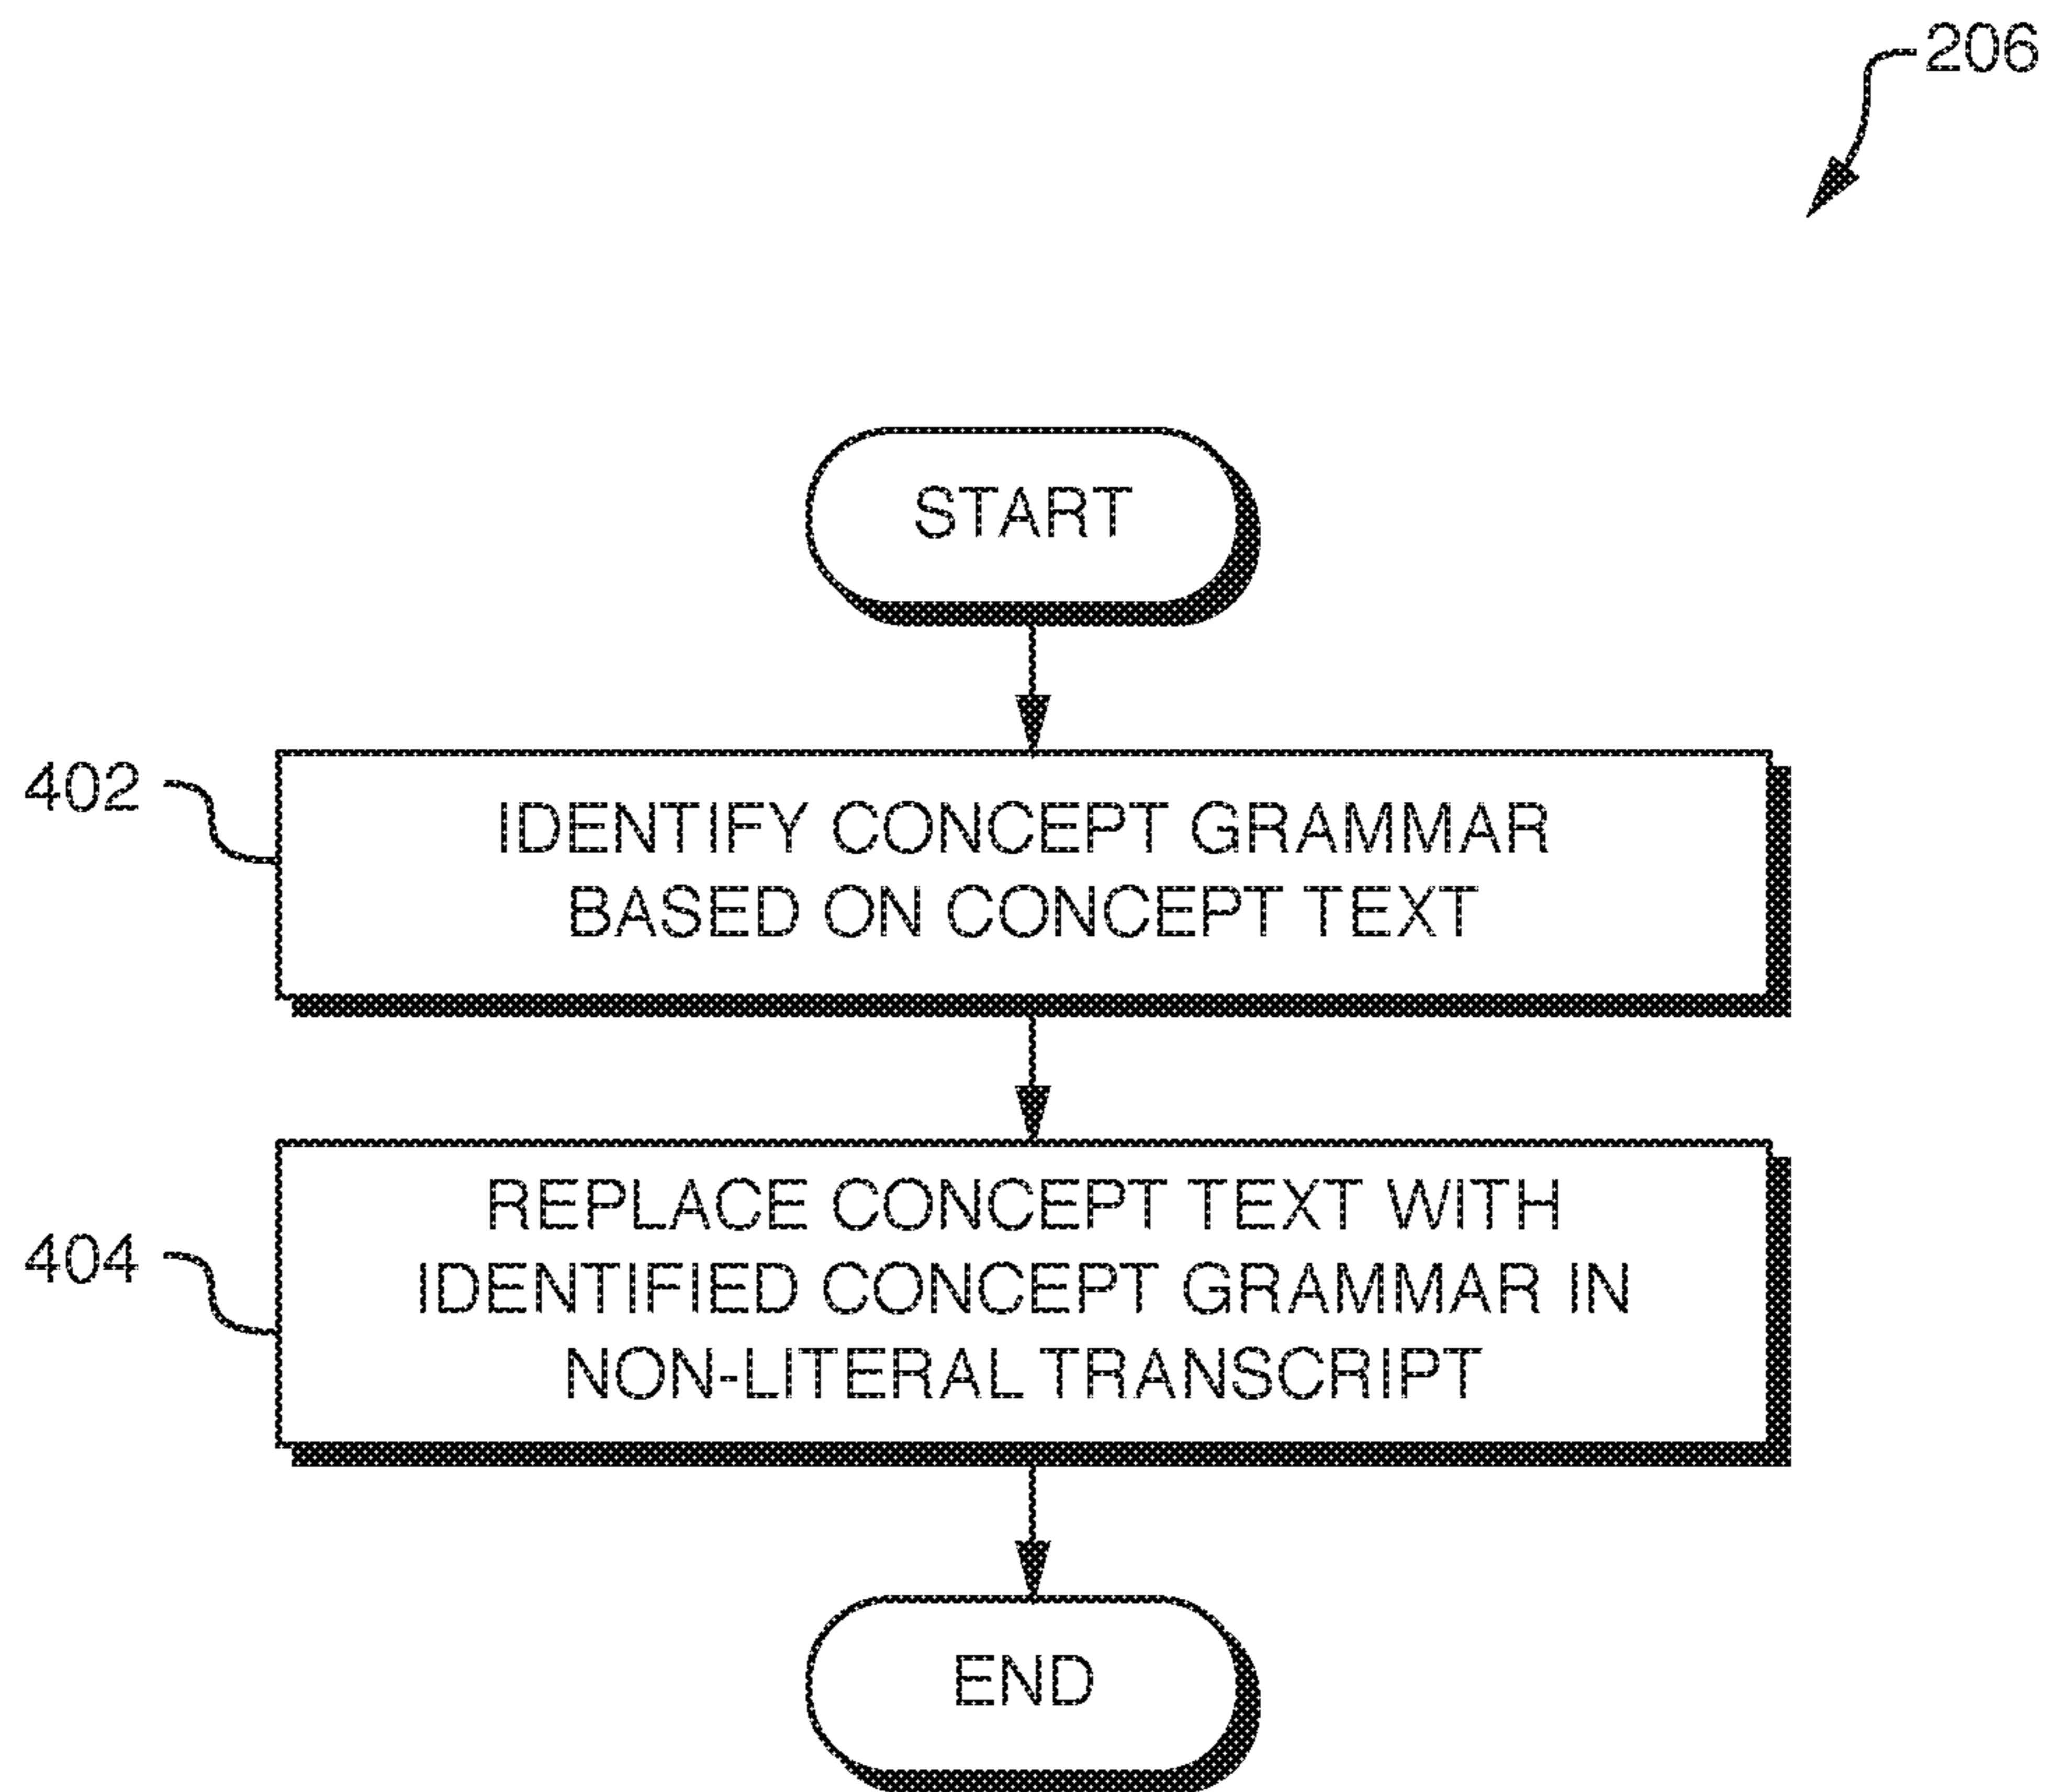 206
START
402
IDENTIFY CONCEPT GRAMMAR
BASED ON CONCEPT TEXT
REPLACE CONCEPT TEXT WITH
404
IDENTIFIED CONCEPT GRAMMAR IN
NON-LITERAL TRANSCRIPT
END